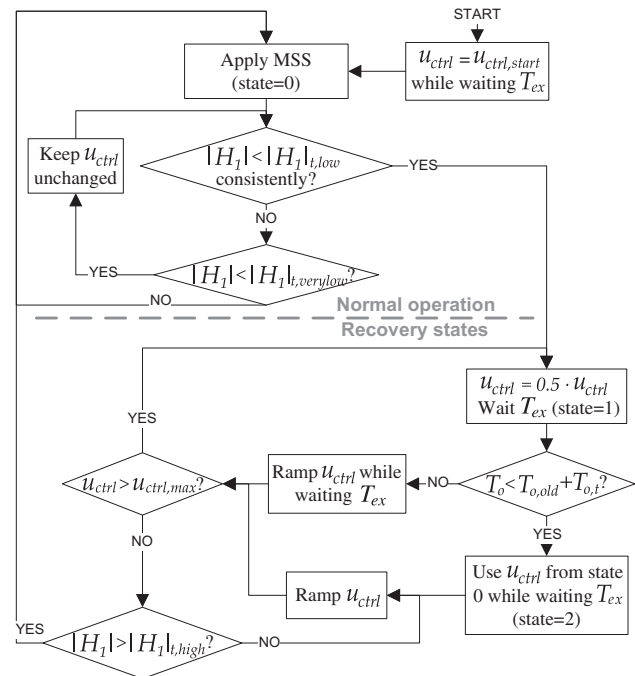 START
Apply MSS
(state=0)
u_ctrl = u_ctrl,start
while waiting T_ex
Keep u_ctrl
unchanged
|H_1| < |H_1|_t,low
consistently?
YES
NO
|H_1| < |H_1|_t,verylow?
YES
NO
Normal operation
Recovery states
u_ctrl = 0.5 · u_ctrl
Wait T_ex (state=1)
YES
u_ctrl > u_ctrl,max?
Ramp u_ctrl while
waiting T_ex
NO
T_o < T_o,old + T_o,t?
YES
NO
Ramp u_ctrl
Use u_ctrl from state
0 while waiting T_ex
(state=2)
YES
|H_1| > |H_1|_t,high?
NO